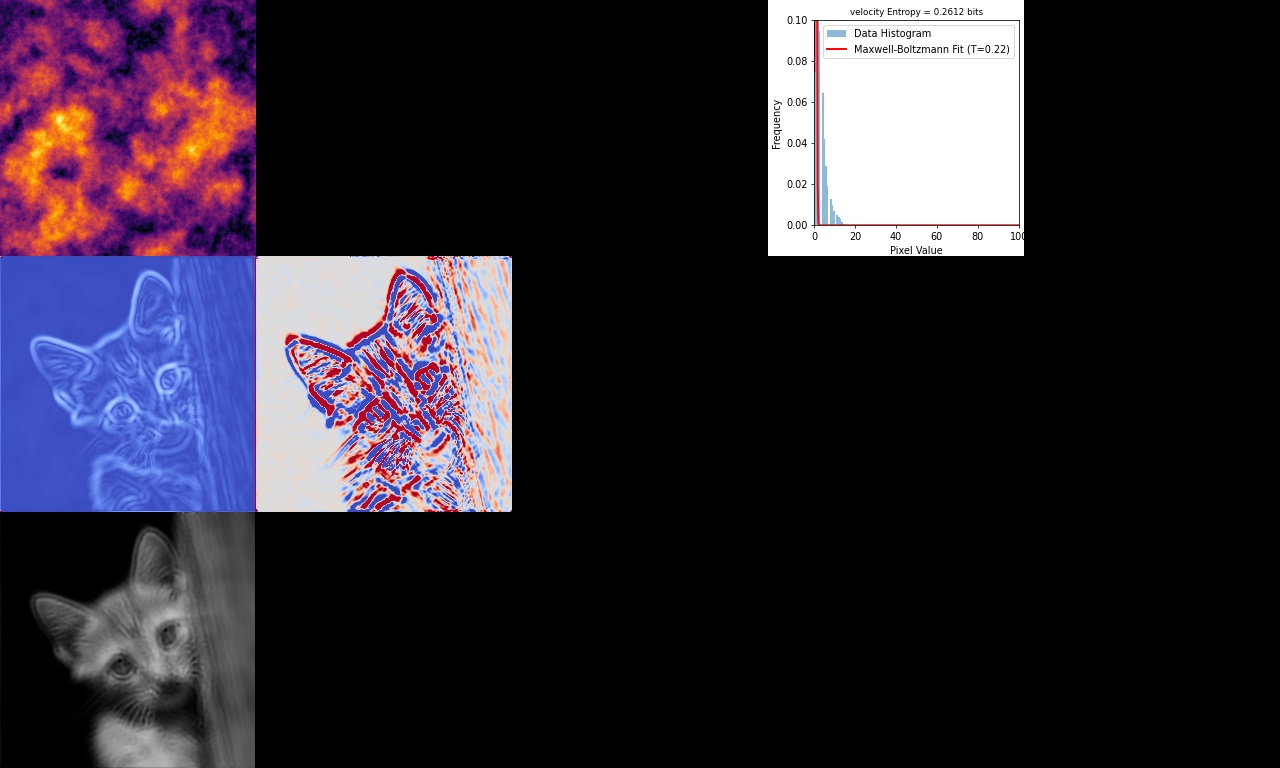 velocity Entropy = 0.2612 bits
0.10
Data Histogram
Maxwell-Boltzmann Fit (T=0.22)
0.08
0.06
Frequency
0.04
0.02
0.00
0 20 40 60 80 100
Pixel Value